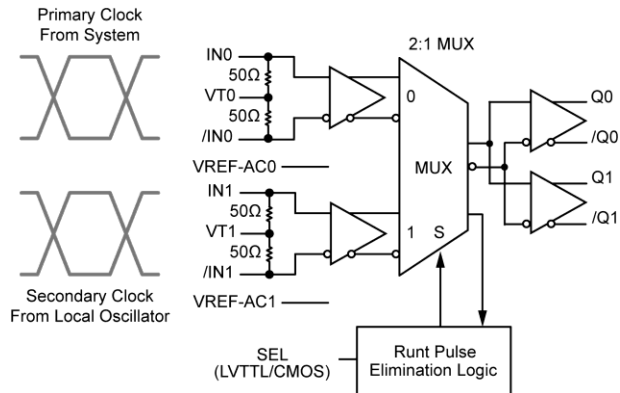 Primary Clock
From System
IN0
50Ω
VT0
50Ω
/IN0
VREF-AC0
2:1 MUX
0
MUX
1
S
Q0
/Q0
Q1
/Q1
IN1
50Ω
VT1
50Ω
/IN1
VREF-AC1
Secondary Clock
From Local Oscillator
SEL
(LVTTL/CMOS)
Runt Pulse
Elimination Logic